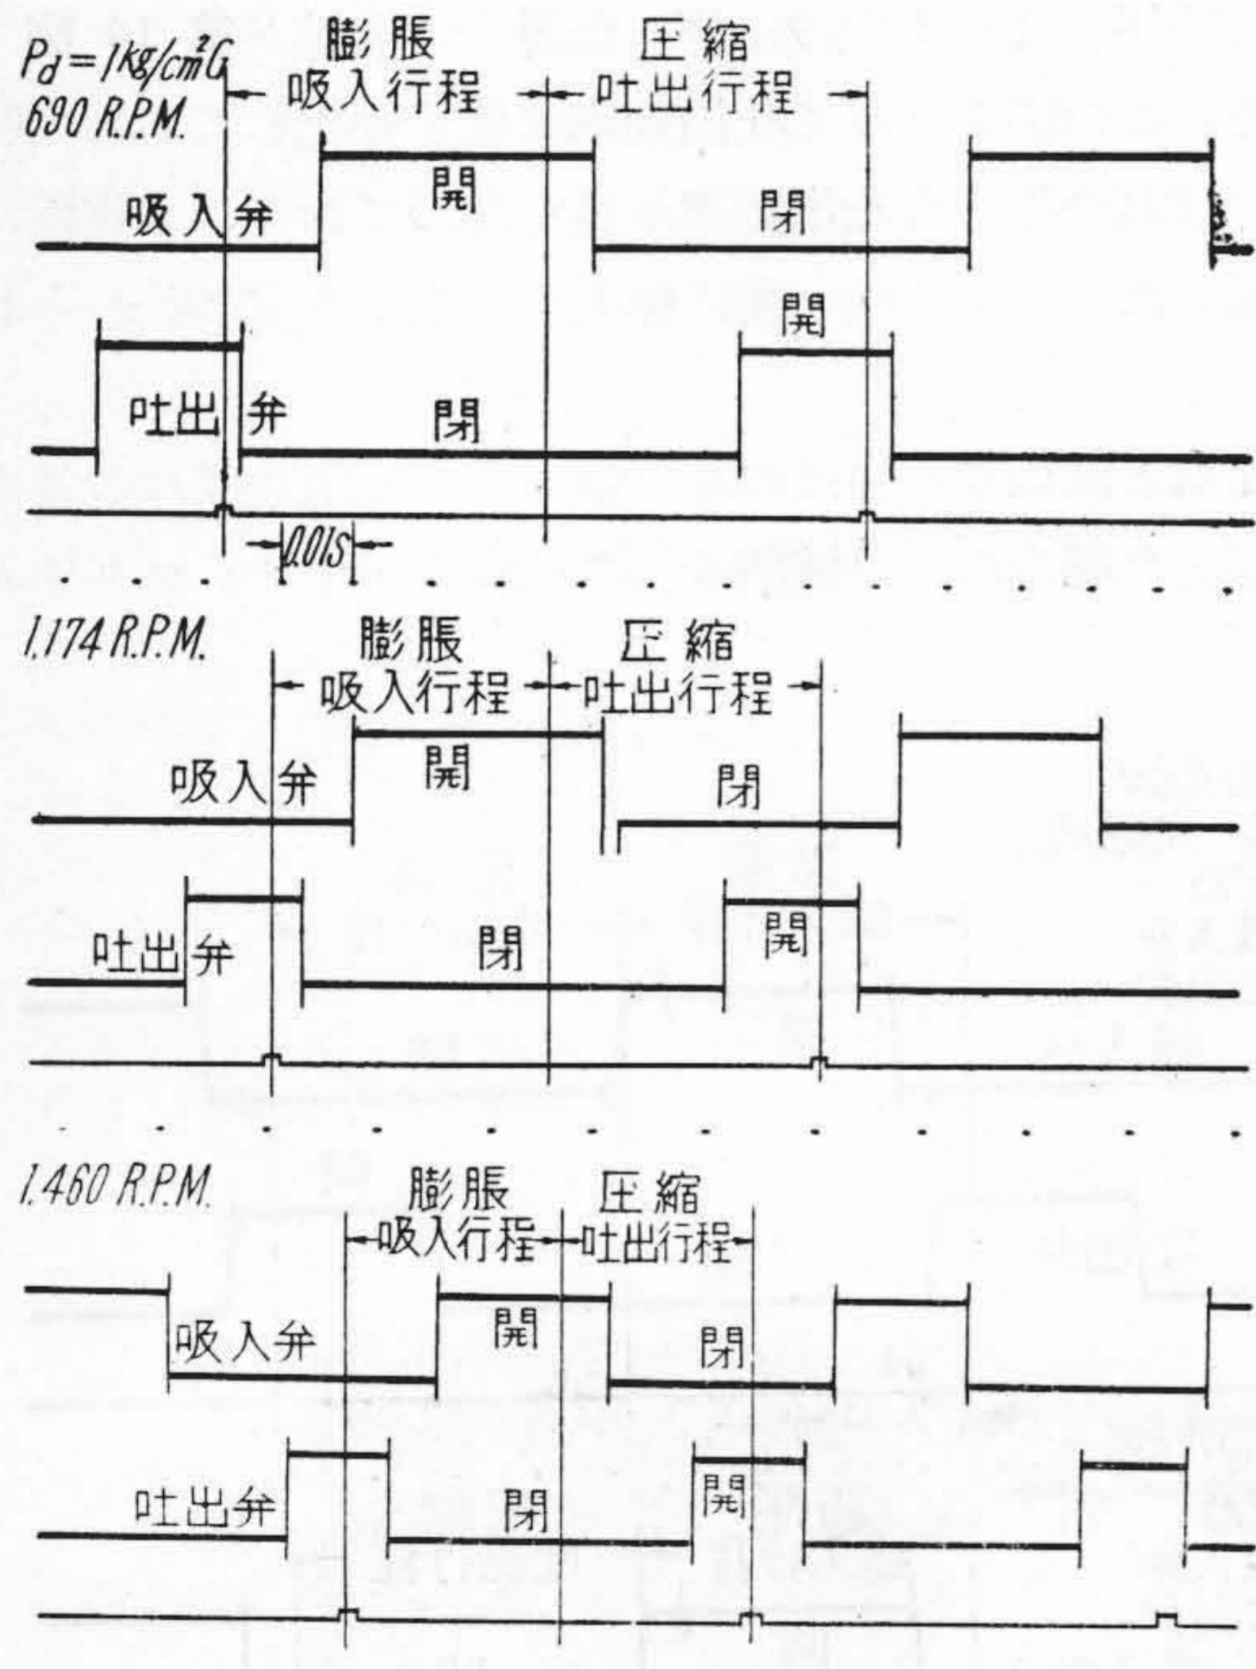 Pd=1kg/cm²G
690 R.P.M.
膨脹
吸入行程
圧縮
吐出行程
吸入弁
開
閉
開
吐出弁
閉
0.01S
1.174 R.P.M.
膨脹
吸入行程
圧縮
吐出行程
吸入弁
開
閉
吐出弁
閉
開
1.460 R.P.M.
膨脹
吸入行程
圧縮
吐出行程
吸入弁
開
閉
吐出弁
閉
開